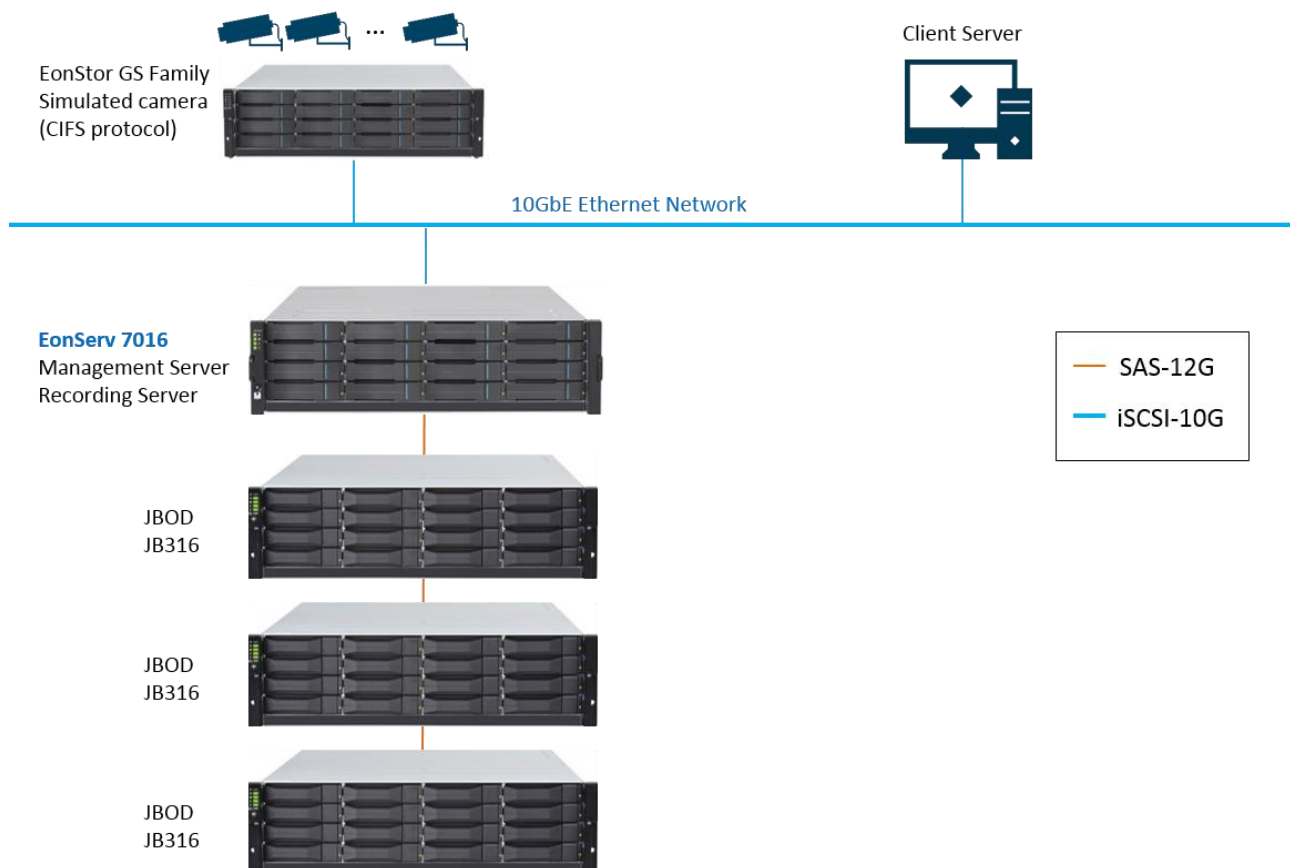 EonStor GS Family
Simulated camera
(CIFS protocol)
...
Client Server
10GbE Ethernet Network
EonServ 7016
Management Server
Recording Server
SAS-12G
iSCSI-10G
JBOD
JB316
JBOD
JB316
JBOD
JB316